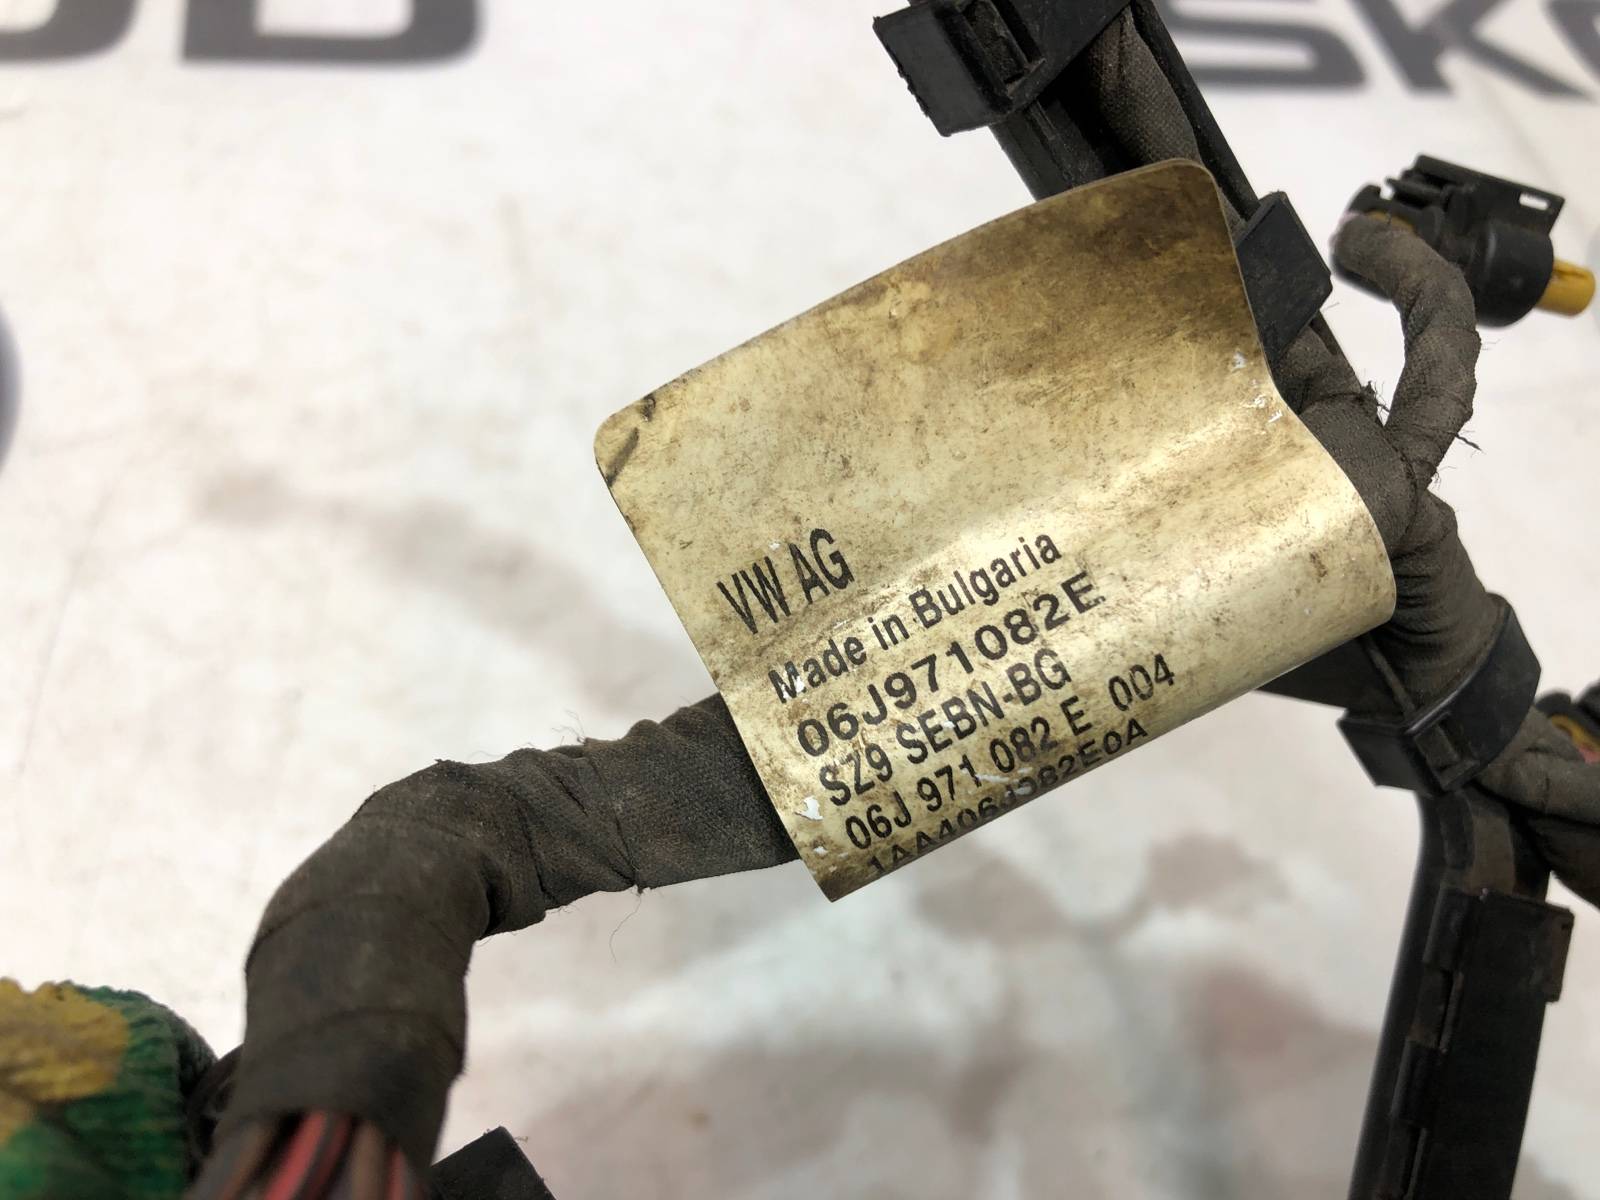 VW AG
Made in Bulgaria
06J971082E
SZ9 SEBN-BG
06J 971 082 E 004